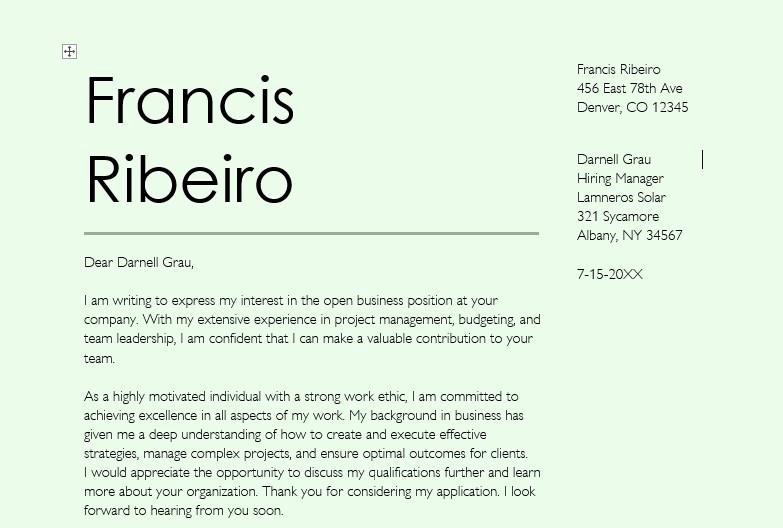 Francis
Ribeiro
Dear Darnell Grau,
I am writing to express my interest in the open business position at your
company. With my extensive experience in project management, budgeting, and
team leadership, I am confident that I can make a valuable contribution to your
team.
As a highly motivated individual with a strong work ethic, I am committed to
achieving excellence in all aspects of my work. My background in business has
given me a deep understanding of how to create and execute effective
strategies, manage complex projects, and ensure optimal outcomes for clients.
I would appreciate the opportunity to discuss my qualifications further and learn
more about your organization. Thank you for considering my application. I look
forward to hearing from you soon.
Francis Ribeiro
456 East 78th Ave
Denver, CO 12345
Darnell Grau
Hiring Manager
Lamneros Solar
321 Sycamore
Albany, NY 34567
7-15-20XX